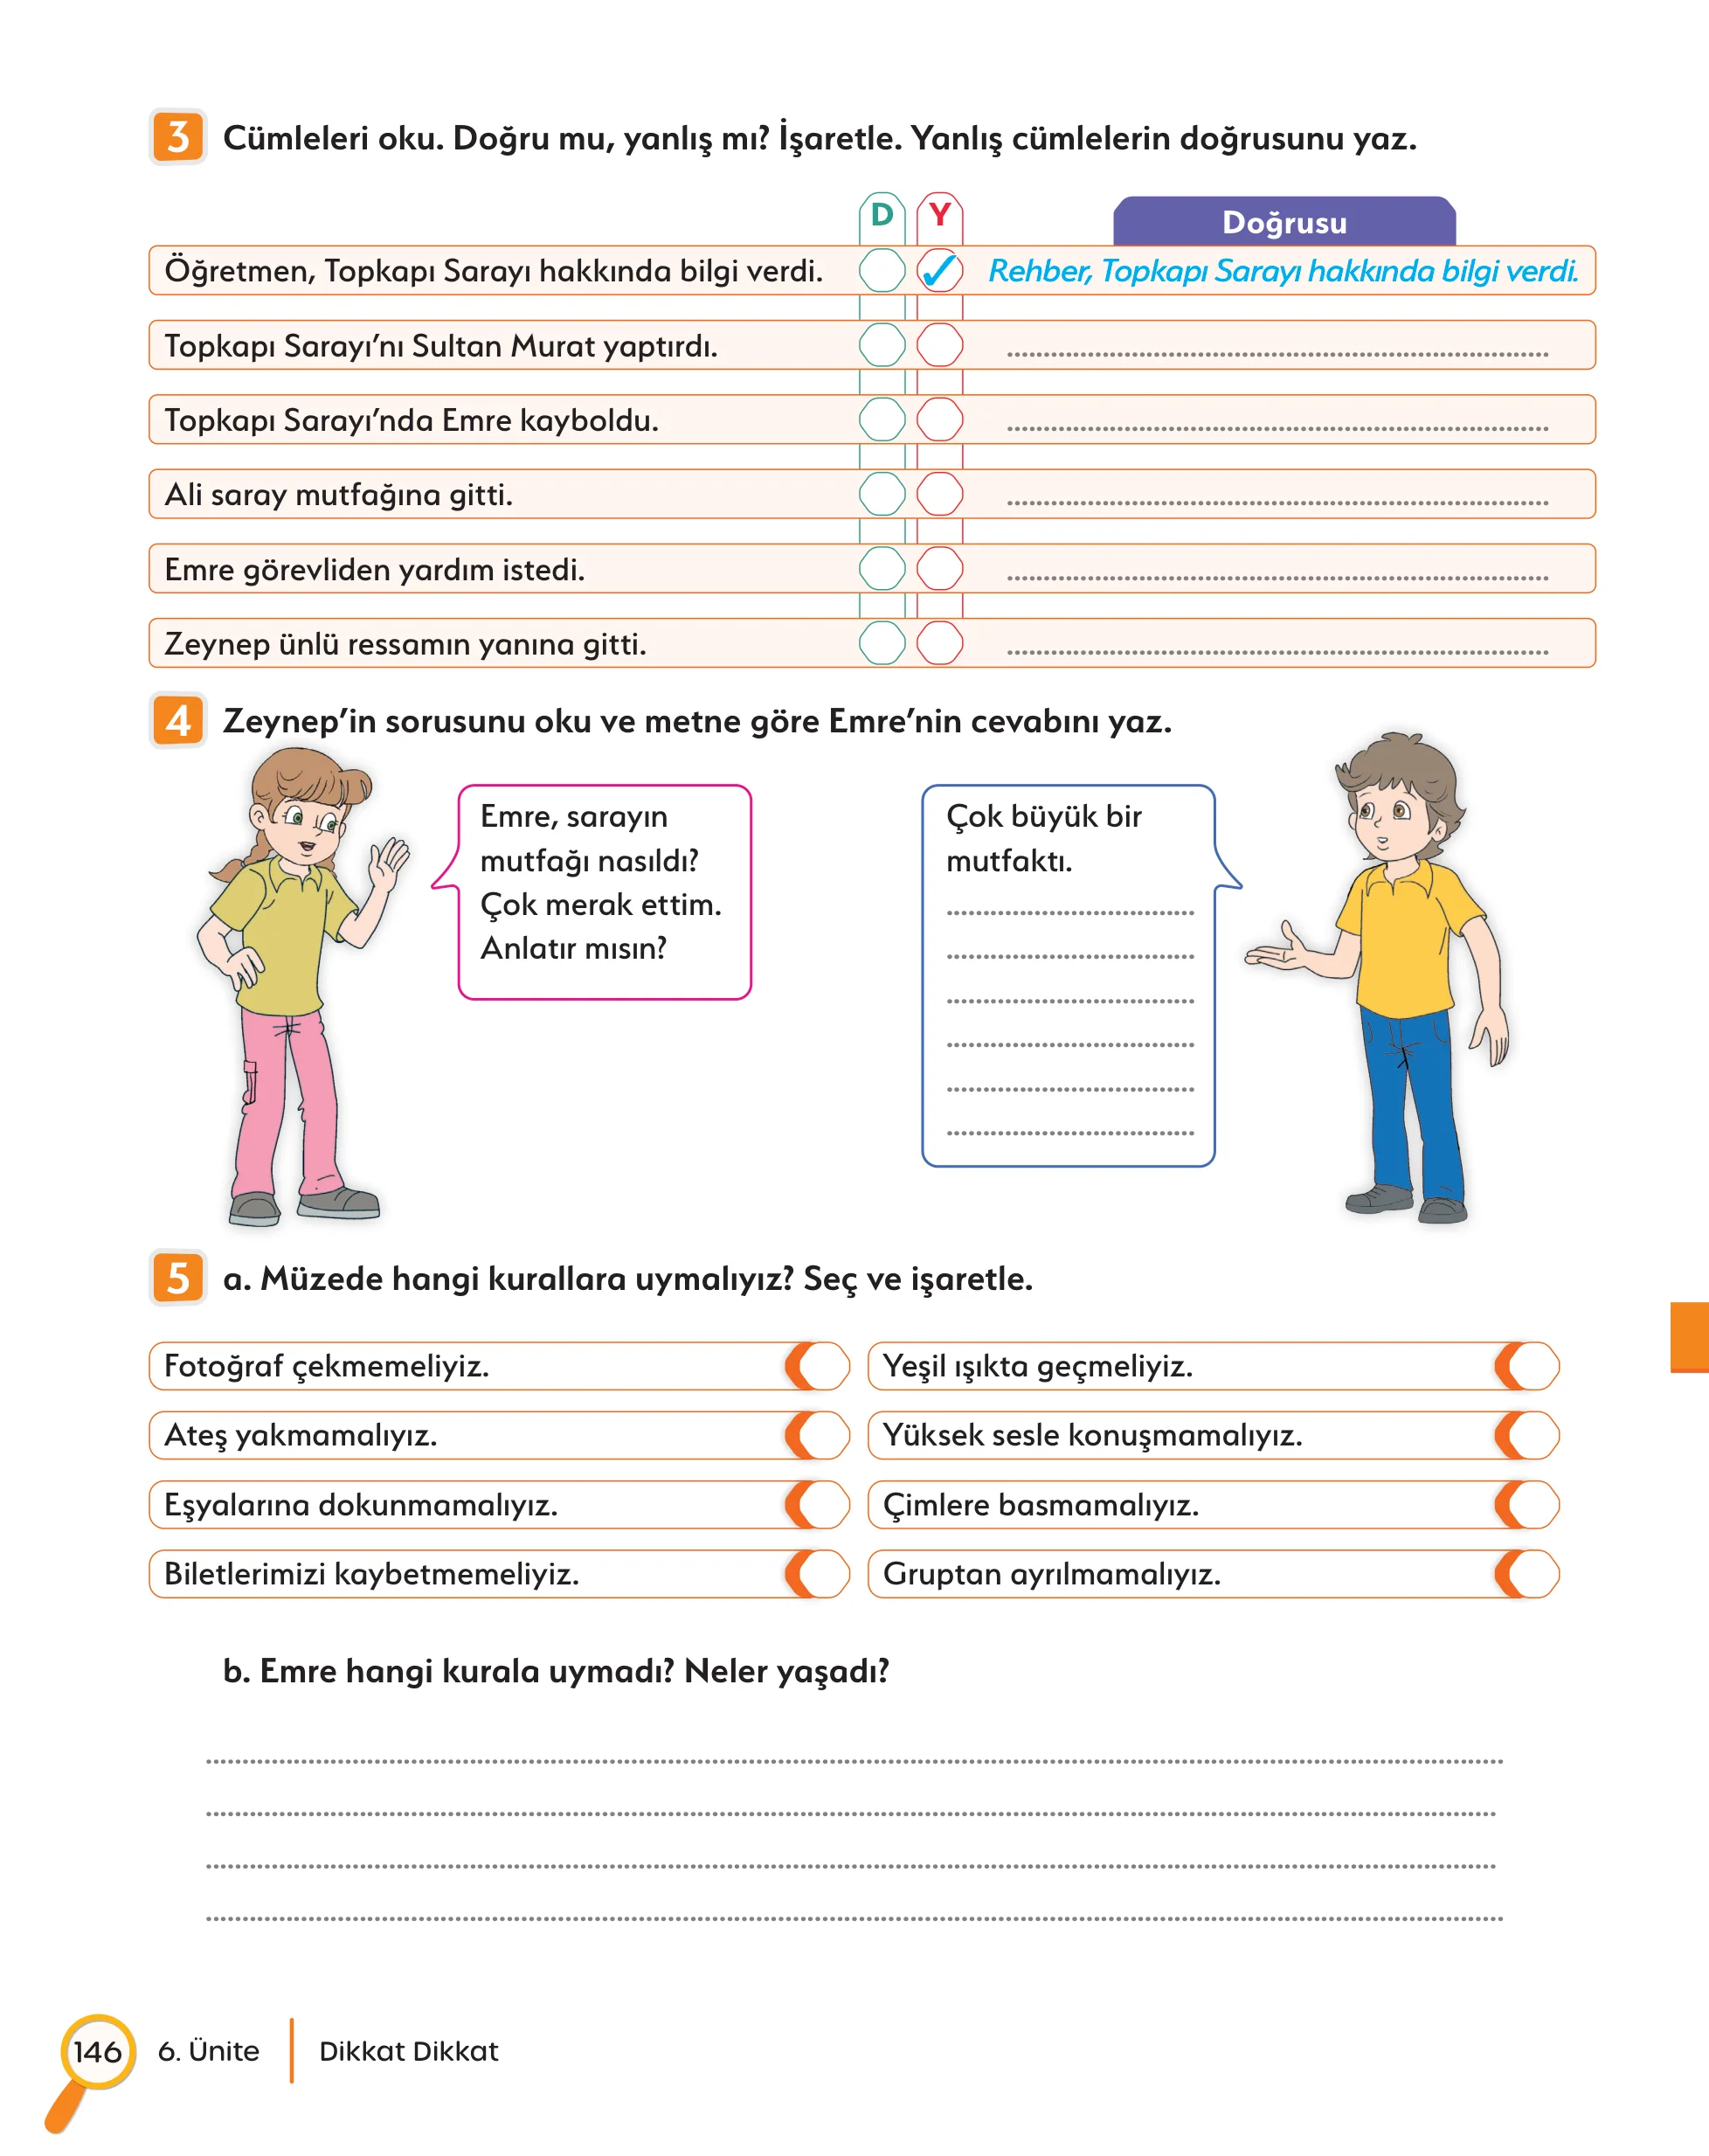 3 Cümleleri oku. Doğru mu, yanlış mı? İşaretle. Yanlış cümlelerin doğrusunu yaz.
D Y Doğrusu
Öğretmen, Topkapı Sarayı hakkında bilgi verdi. ✓ Rehber, Topkapı Sarayı hakkında bilgi verdi.
Topkapı Sarayı’nı Sultan Murat yaptırdı.
Topkapı Sarayı’nda Emre kayboldu.
Ali saray mutfağına gitti.
Emre görevliden yardım istedi.
Zeynep ünlü ressamın yanına gitti.
4 Zeynep’in sorusunu oku ve metne göre Emre’nin cevabını yaz.
Emre, sarayın
mutfağı nasıldı?
Çok merak ettim.
Anlatır mısın?
Çok büyük bir
mutfaktı.
5 a. Müzede hangi kurallara uymalıyız? Seç ve işaretle.
Fotoğraf çekmemeliyiz.
Yeşil ışıkta geçmeliyiz.
Ateş yakmamalıyız.
Yüksek sesle konuşmamalıyız.
Eşyalarına dokunmamalıyız.
Çimlere basmamalıyız.
Biletlerimizi kaybetmemeliyiz.
Gruptan ayrılmamalıyız.
b. Emre hangi kurala uymadı? Neler yaşadı?
146 6. Ünite Dikkat Dikkat